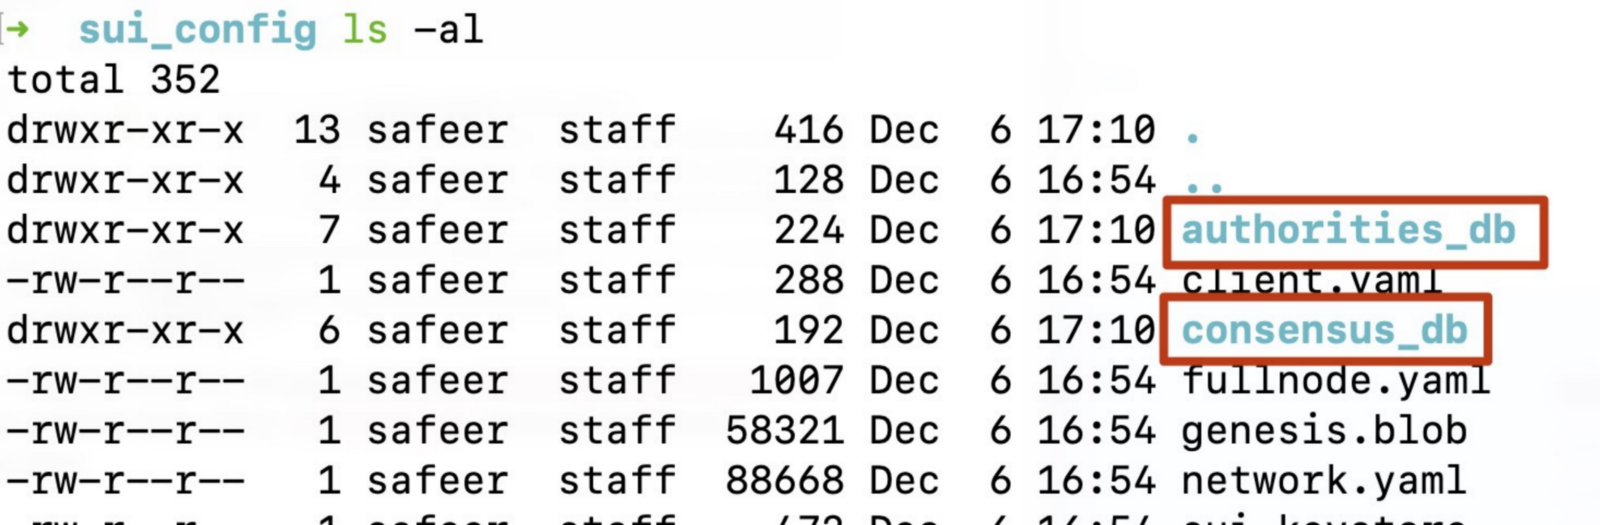 ➜  sui_config ls -al
total 352
drwxr-xr-x  13 safeer  staff    416 Dec  6 17:10 .
drwxr-xr-x   4 safeer  staff    128 Dec  6 16:54 ..
drwxr-xr-x   7 safeer  staff    224 Dec  6 17:10 authorities_db
-rw-r--r--   1 safeer  staff    288 Dec  6 16:54 client.yaml
drwxr-xr-x   6 safeer  staff    192 Dec  6 17:10 consensus_db
-rw-r--r--   1 safeer  staff   1007 Dec  6 16:54 fullnode.yaml
-rw-r--r--   1 safeer  staff  58321 Dec  6 16:54 genesis.blob
-rw-r--r--   1 safeer  staff  88668 Dec  6 16:54 network.yaml